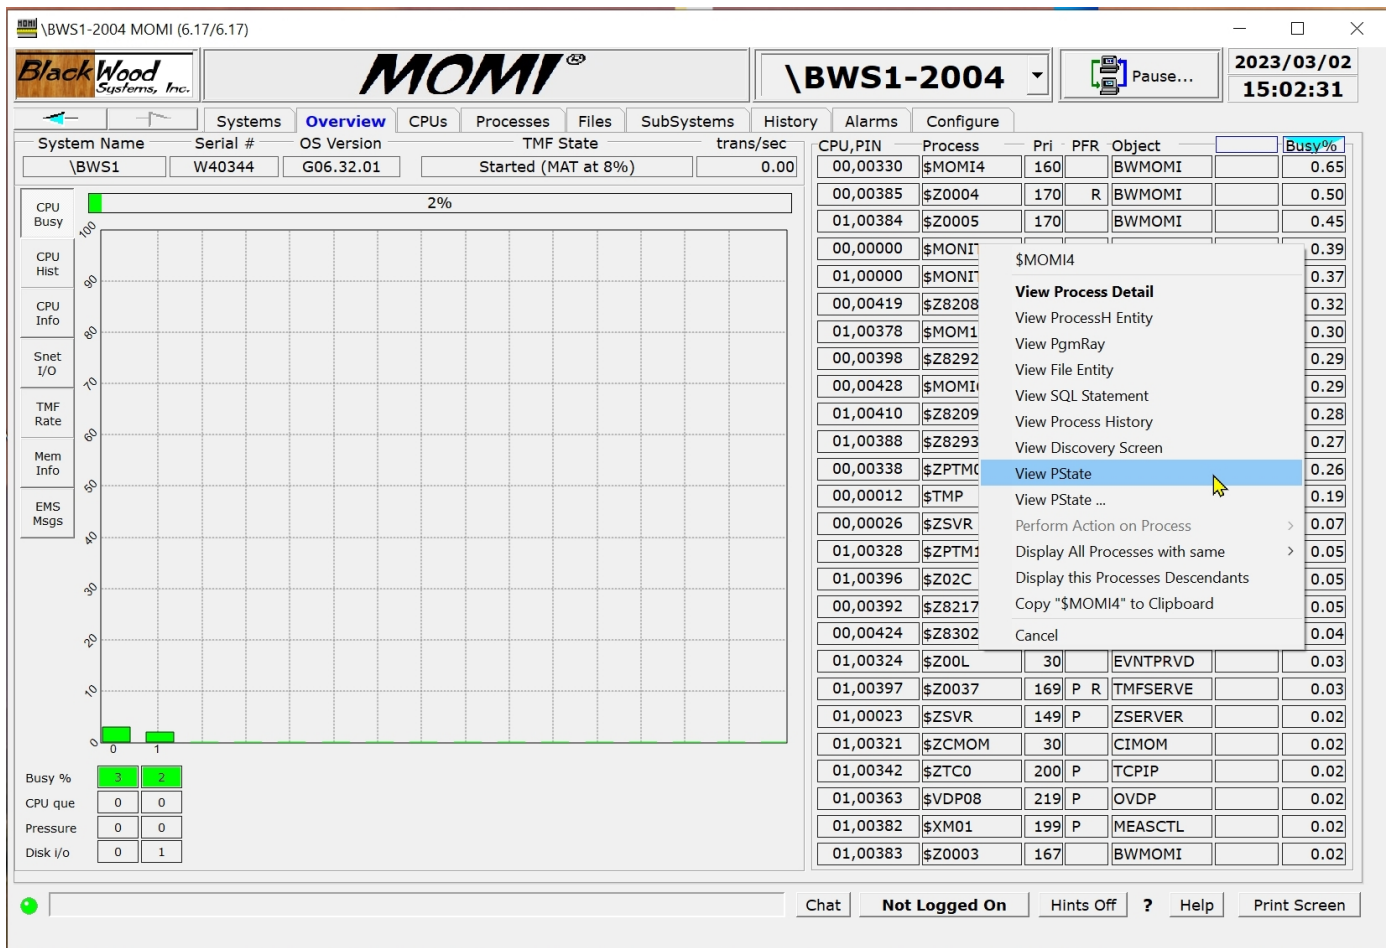 \BWS1-2004 MOMI (6.17/6.17)
BlackWood Systems, Inc.
MOMI ®
\BWS1-2004
Pause...
2023/03/02
15:02:31
Systems Overview CPUs Processes Files SubSystems History Alarms Configure
System Name Serial # OS Version TMF State trans/sec
\BWS1 W40344 G06.32.01 Started (MAT at 8%) 0.00
CPU Busy
CPU Hist
CPU Info
Snet I/O
TMF Rate
Mem Info
EMS Msgs
2%
100
90
80
70
60
50
40
30
20
10
0
0 1
Busy % 3 2
CPU que 0 0
Pressure 0 0
Disk i/o 0 1
CPU,PIN Process Pri PFR Object Busy%
00,00330 $MOMI4 160 BWMOMI 0.65
00,00385 $Z0004 170 R BWMOMI 0.50
01,00384 $Z0005 170 BWMOMI 0.45
00,00000 $MONIT 0.39
01,00000 $MONIT 0.37
00,00419 $Z8208 0.32
01,00378 $MOM1 0.30
00,00398 $Z8292 0.29
00,00428 $MOMI 0.29
01,00410 $Z8209 0.28
01,00388 $Z8293 0.27
00,00338 $ZPTM 0.26
00,00012 $TMP 0.19
00,00026 $ZSVR 0.07
01,00328 $ZPTM1 0.05
01,00396 $Z02C 0.05
00,00392 $Z8217 0.05
00,00424 $Z8302 0.04
01,00324 $Z00L 30 EVNTPRVD 0.03
01,00397 $Z0037 169 P R TMFSERVE 0.03
01,00023 $ZSVR 149 P ZSERVER 0.02
01,00321 $ZCMOM 30 CIMOM 0.02
01,00342 $ZTC0 200 P TCPIP 0.02
01,00363 $VDP08 219 P OVDP 0.02
01,00382 $XM01 199 P MEASCTL 0.02
01,00383 $Z0003 167 BWMOMI 0.02
$MOMI4
View Process Detail
View ProcessH Entity
View PgmRay
View File Entity
View SQL Statement
View Process History
View Discovery Screen
View PState
View PState ...
Perform Action on Process
Display All Processes with same
Display this Processes Descendants
Copy "$MOMI4" to Clipboard
Cancel
Chat Not Logged On Hints Off ? Help Print Screen